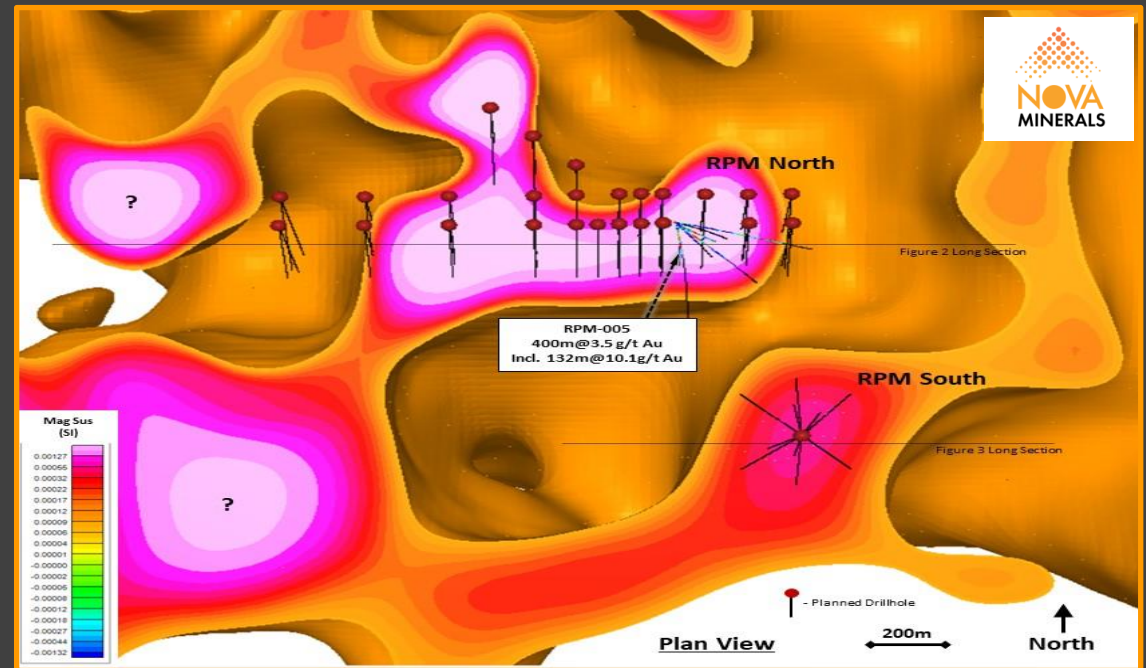 NOVA
MINERALS
RPM North
?
Figure 2 Long Section
RPM-005
400m@3.5 g/t Au
Incl. 132m@10.1g/t Au
RPM South
Mag Sus
(SI)
0.00127
0.00055
0.00032
0.00022
0.00017
0.00012
0.00009
0.00006
0.00004
0.00001
-0.00000
-0.00002
-0.00005
-0.00008
-0.00012
-0.00018
-0.00027
-0.00044
-0.00132
Figure 3 Long Section
?
- Planned Drillhole
Plan View
200m
North